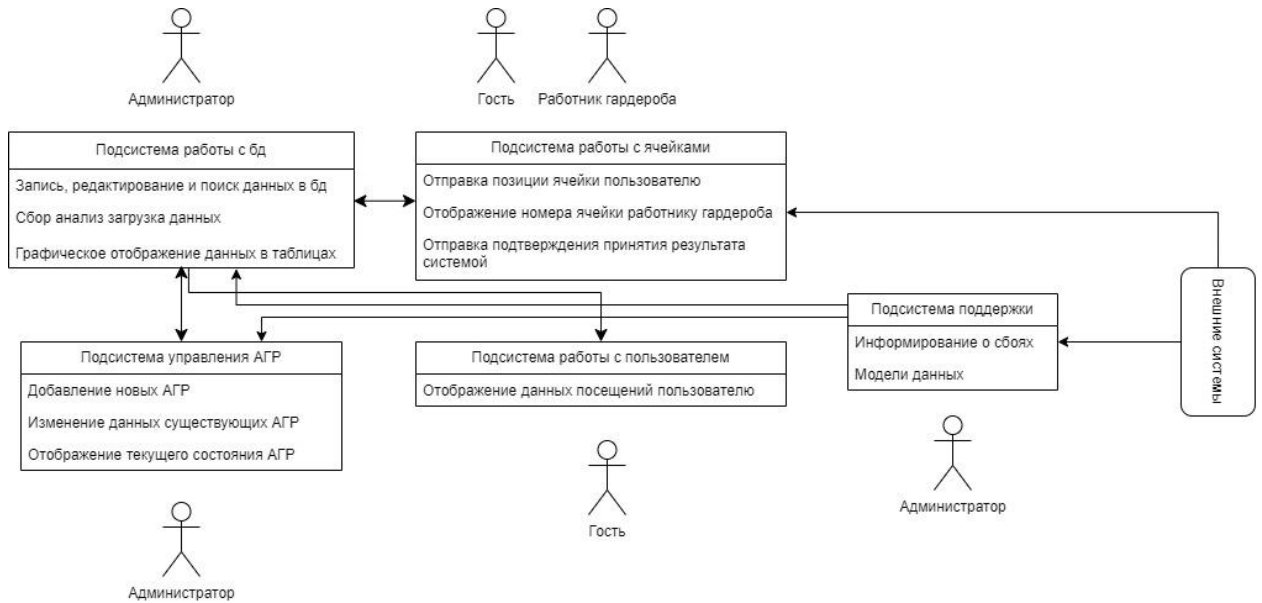 Администратор
Гость
Работник гардероба
Подсистема работы с бд
Запись, редактирование и поиск данных в бд
Сбор анализ загрузка данных
Графическое отображение данных в таблицах
Подсистема работы с ячейками
Отправка позиции ячейки пользователю
Отображение номера ячейки работнику гардероба
Отправка подтверждения принятия результата
системой
Внешние системы
Подсистема поддержки
Информирование о сбоях
Модели данных
Подсистема управления АГР
Добавление новых АГР
Изменение данных существующих АГР
Отображение текущего состояния АГР
Подсистема работы с пользователем
Отображение данных посещений пользователю
Администратор
Гость
Администратор